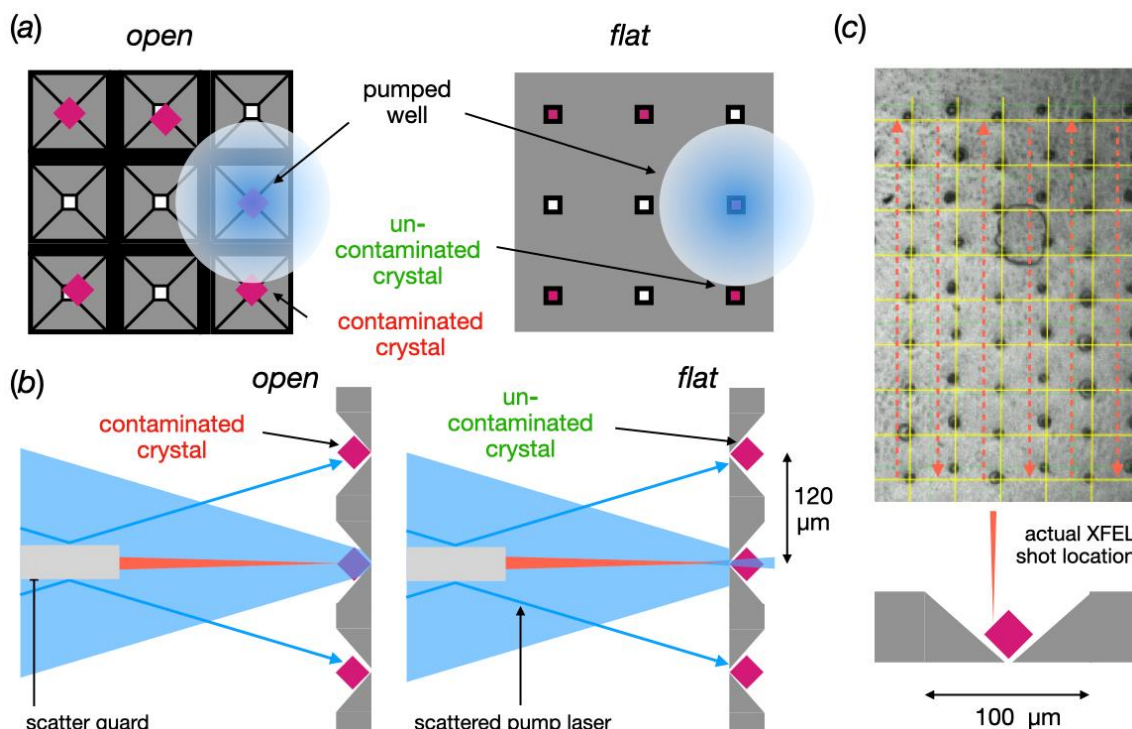 (a)
open
flat
(c)
pumped
well
un-
contaminated
crystal
contaminated
crystal
(b)
open
flat
contaminated
crystal
un-
contaminated
crystal
120
μm
actual XFEL
shot location
scatter guard
scattered pump laser
100 μm